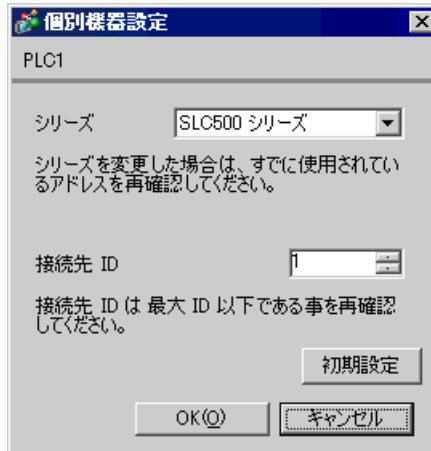 個別機器設定
PLC1
シリーズ
SLC500 シリーズ
シリーズを変更した場合は、すでに使用されてい
るアドレスを再確認してください。
接続先 ID
1
接続先 ID は 最大 ID 以下である事を再確認
してください。
初期設定
OK(O)
キャンセル